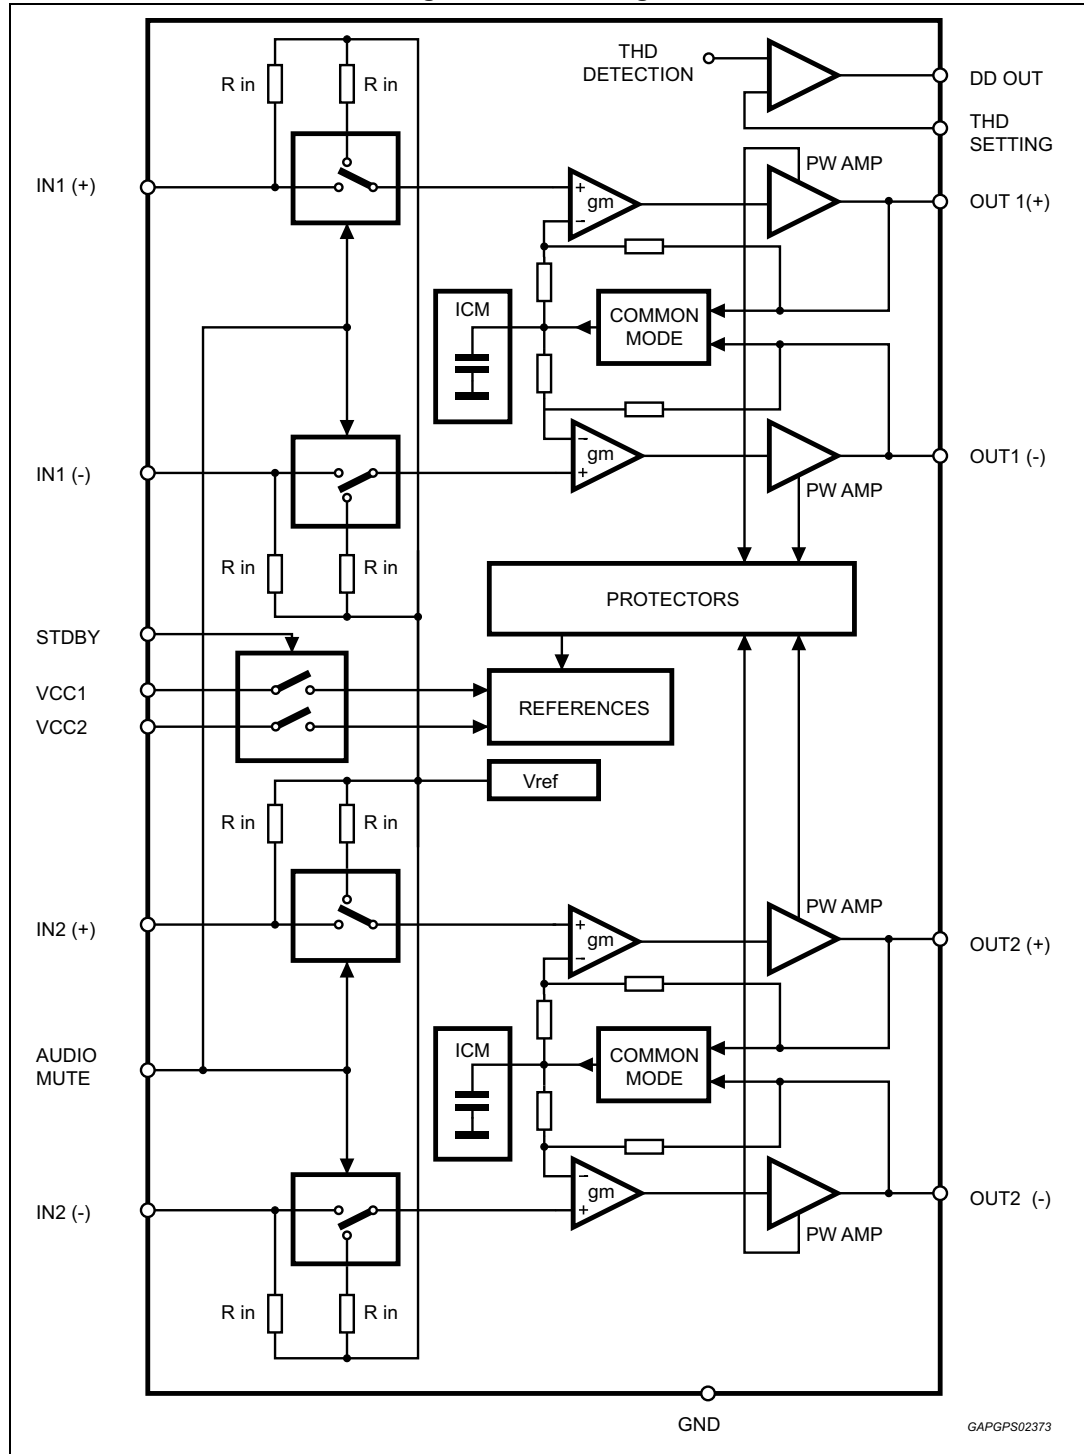 THD
DETECTION
DD OUT
THD
SETTING
R in
R in
PW AMP
IN1 (+)
+
gm
−
OUT 1(+)
ICM
COMMON
MODE
IN1 (-)
−
gm
+
OUT1 (-)
PW AMP
R in
R in
PROTECTORS
STDBY
VCC1
VCC2
REFERENCES
Vref
R in
R in
PW AMP
IN2 (+)
+
gm
−
OUT2 (+)
AUDIO
MUTE
ICM
COMMON
MODE
IN2 (-)
−
gm
+
OUT2 (-)
PW AMP
R in
R in
GND
GAPGPS02373